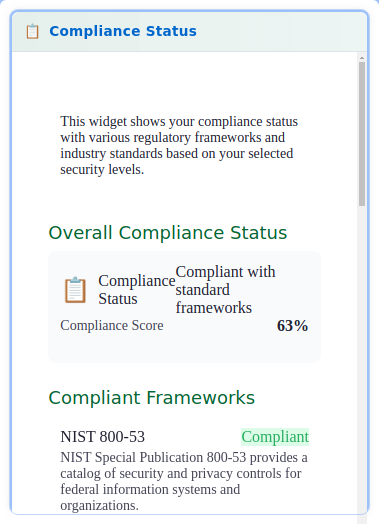 Compliance Status
This widget shows your compliance status
with various regulatory frameworks and
industry standards based on your selected
security levels.
Overall Compliance Status
Compliance
Status
Compliant with
standard
frameworks
Compliance Score 63%
Compliant Frameworks
NIST 800-53 Compliant
NIST Special Publication 800-53 provides a
catalog of security and privacy controls for
federal information systems and
organizations.